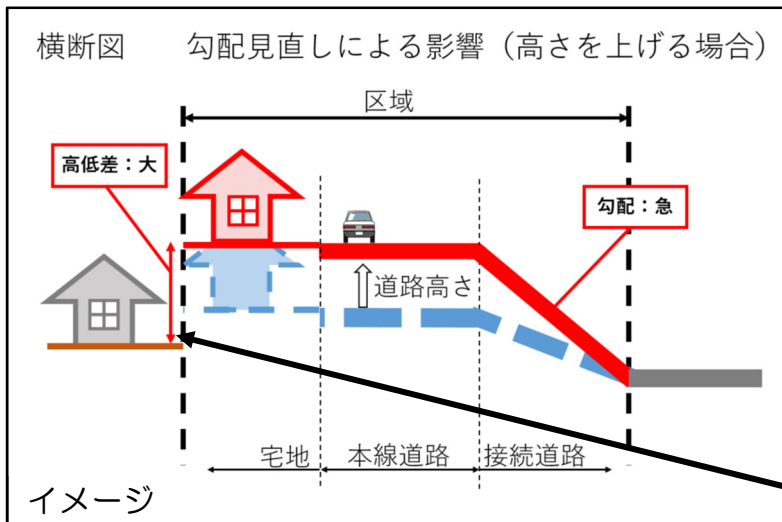 横断図　　勾配見直しによる影響（高さを上げる場合）
区域
高低差：大
勾配：急
道路高さ
宅地　本線道路　接続道路
イメージ